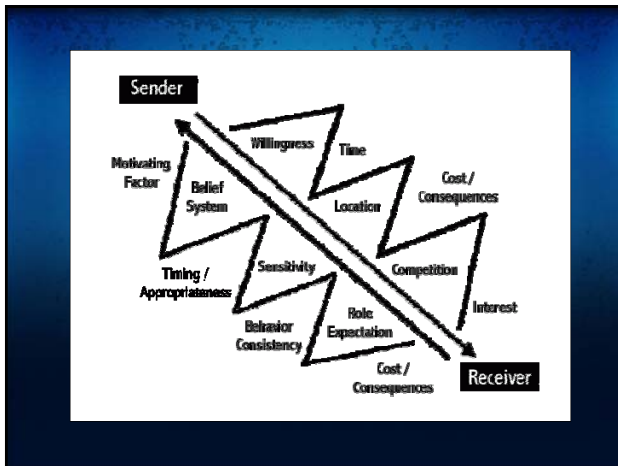 Sender
Willingness
Time
Motivating
Factor
Belief
System
Location
Cost /
Consequences
Timing /
Appropriateness
Sensitivity
Competition
Interest
Behavior
Consistency
Role
Expectation
Cost /
Consequences
Receiver